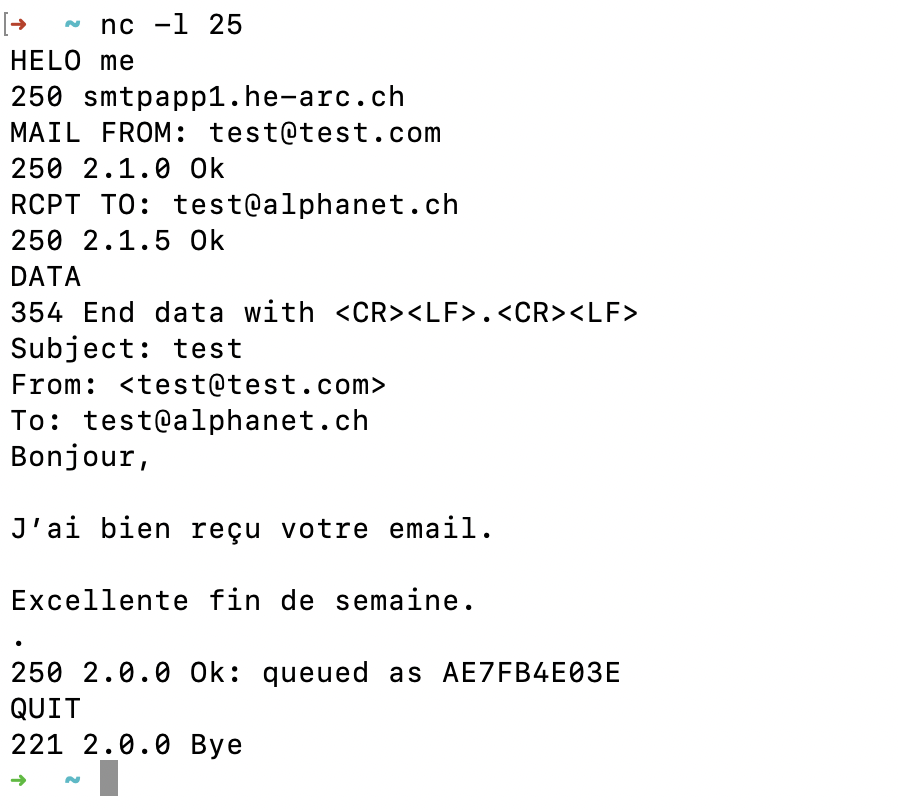 [➜ ~ nc -l 25
HELO me
250 smtpapp1.he-arc.ch
MAIL FROM: test@test.com
250 2.1.0 Ok
RCPT TO: test@alphanet.ch
250 2.1.5 Ok
DATA
354 End data with <CR><LF>.<CR><LF>
Subject: test
From: <test@test.com>
To: test@alphanet.ch
Bonjour,

J’ai bien reçu votre email.

Excellente fin de semaine.
.
250 2.0.0 Ok: queued as AE7FB4E03E
QUIT
221 2.0.0 Bye
➜ ~